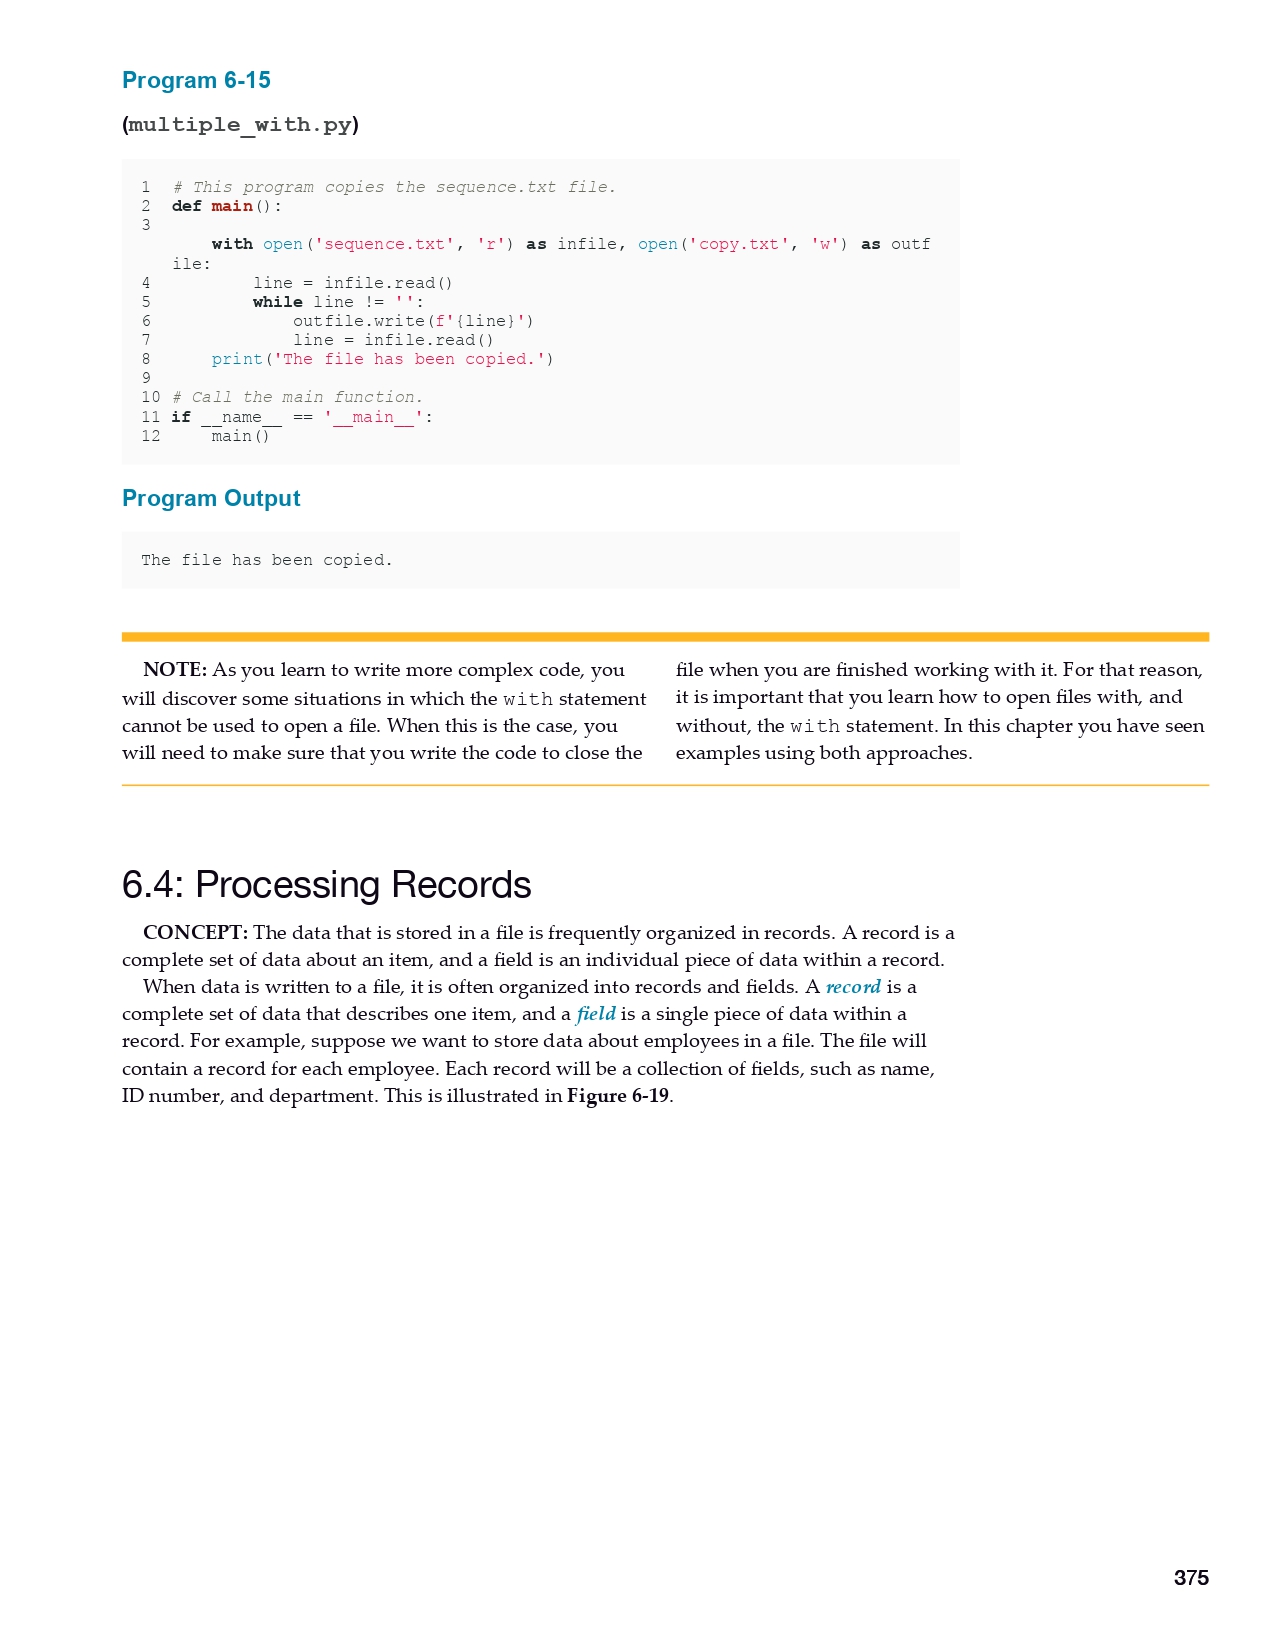 Program 6-15
(multiple_with.py)
1 # This program copies the sequence.txt file.
2 def main():
3
with open('sequence.txt', 'r') as infile, open('copy.txt', 'w') as outf
ile:
4 line = infile.read()
5 while line != '':
6 outfile.write(f'{line}')
7 line = infile.read()
8 print('The file has been copied.')
9
10 # Call the main function.
11 if __name__ == '__main__':
12 main()
Program Output
The file has been copied.
NOTE: As you learn to write more complex code, you
will discover some situations in which the with statement
cannot be used to open a file. When this is the case, you
will need to make sure that you write the code to close the
file when you are finished working with it. For that reason,
it is important that you learn how to open files with, and
without, the with statement. In this chapter you have seen
examples using both approaches.
6.4: Processing Records
CONCEPT: The data that is stored in a file is frequently organized in records. A record is a
complete set of data about an item, and a field is an individual piece of data within a record.
When data is written to a file, it is often organized into records and fields. A record is a
complete set of data that describes one item, and a field is a single piece of data within a
record. For example, suppose we want to store data about employees in a file. The file will
contain a record for each employee. Each record will be a collection of fields, such as name,
ID number, and department. This is illustrated in Figure 6-19.
375